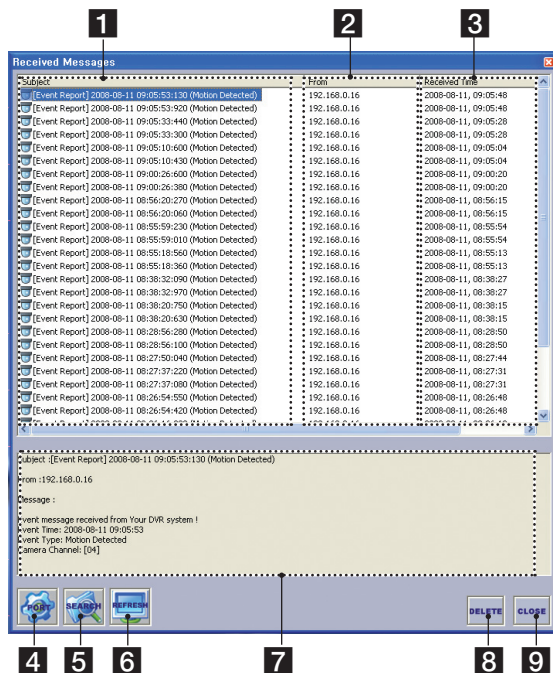 1 2 3
Received Messages
Subject From Received Time
[Event Report] 2008-08-11 09:05:53:130 (Motion Detected) 192.168.0.16 2008-08-11, 09:05:48
[Event Report] 2008-08-11 09:05:53:920 (Motion Detected) 192.168.0.16 2008-08-11, 09:05:48
[Event Report] 2008-08-11 09:05:33:440 (Motion Detected) 192.168.0.16 2008-08-11, 09:05:28
[Event Report] 2008-08-11 09:05:33:300 (Motion Detected) 192.168.0.16 2008-08-11, 09:05:28
[Event Report] 2008-08-11 09:05:10:600 (Motion Detected) 192.168.0.16 2008-08-11, 09:05:04
[Event Report] 2008-08-11 09:05:10:430 (Motion Detected) 192.168.0.16 2008-08-11, 09:05:04
[Event Report] 2008-08-11 09:00:26:600 (Motion Detected) 192.168.0.16 2008-08-11, 09:00:20
[Event Report] 2008-08-11 09:00:26:380 (Motion Detected) 192.168.0.16 2008-08-11, 09:00:20
[Event Report] 2008-08-11 08:56:20:270 (Motion Detected) 192.168.0.16 2008-08-11, 08:56:15
[Event Report] 2008-08-11 08:56:20:060 (Motion Detected) 192.168.0.16 2008-08-11, 08:56:15
[Event Report] 2008-08-11 08:55:59:230 (Motion Detected) 192.168.0.16 2008-08-11, 08:55:54
[Event Report] 2008-08-11 08:55:59:010 (Motion Detected) 192.168.0.16 2008-08-11, 08:55:54
[Event Report] 2008-08-11 08:55:18:560 (Motion Detected) 192.168.0.16 2008-08-11, 08:55:13
[Event Report] 2008-08-11 08:55:18:360 (Motion Detected) 192.168.0.16 2008-08-11, 08:55:13
[Event Report] 2008-08-11 08:38:32:090 (Motion Detected) 192.168.0.16 2008-08-11, 08:38:27
[Event Report] 2008-08-11 08:38:32:970 (Motion Detected) 192.168.0.16 2008-08-11, 08:38:27
[Event Report] 2008-08-11 08:38:20:750 (Motion Detected) 192.168.0.16 2008-08-11, 08:38:15
[Event Report] 2008-08-11 08:38:20:630 (Motion Detected) 192.168.0.16 2008-08-11, 08:38:15
[Event Report] 2008-08-11 08:28:56:280 (Motion Detected) 192.168.0.16 2008-08-11, 08:28:50
[Event Report] 2008-08-11 08:28:56:100 (Motion Detected) 192.168.0.16 2008-08-11, 08:28:50
[Event Report] 2008-08-11 08:27:50:040 (Motion Detected) 192.168.0.16 2008-08-11, 08:27:44
[Event Report] 2008-08-11 08:27:37:220 (Motion Detected) 192.168.0.16 2008-08-11, 08:27:31
[Event Report] 2008-08-11 08:27:37:080 (Motion Detected) 192.168.0.16 2008-08-11, 08:27:31
[Event Report] 2008-08-11 08:26:54:550 (Motion Detected) 192.168.0.16 2008-08-11, 08:26:48
[Event Report] 2008-08-11 08:26:54:420 (Motion Detected) 192.168.0.16 2008-08-11, 08:26:48
Subject :[Event Report] 2008-08-11 09:05:53:130 (Motion Detected)
From :192.168.0.16
Message :
Event message received from Your DVR system !
Event Time: 2008-08-11 09:05:53
Event Type: Motion Detected
Camera Channel: [04]
PORT SEARCH REFRESH DELETE CLOSE
4 5 6 7 8 9